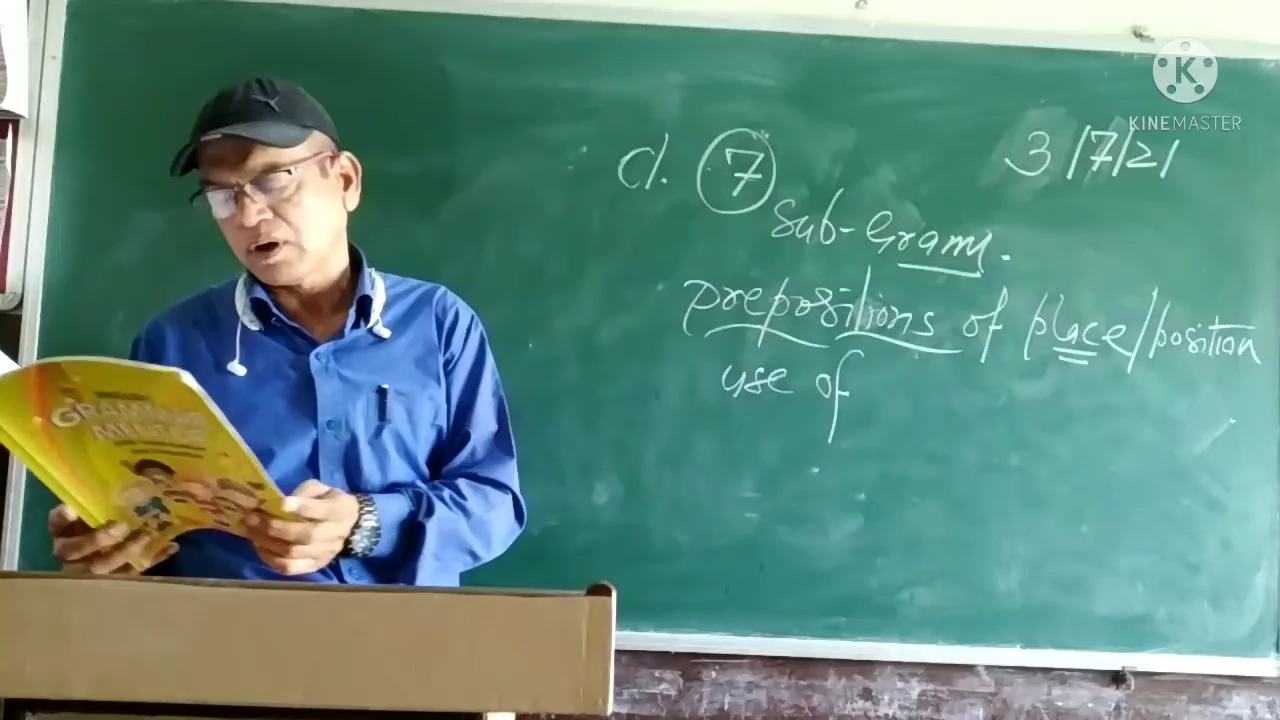 KINEMASTER
cl. 7
3/7/21
Sub-Gramm.
prepositions of place/position
use of
GRAMMAR